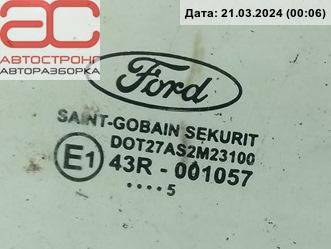 Дата: 21.03.2024 (00:06)
АС
АВТОСТРОНГ
АВТОРАЗБОРКА
Ford
SAINT-GOBAIN SEKURIT
DOT27AS2M23100
E1 43R - 001057
.... 5